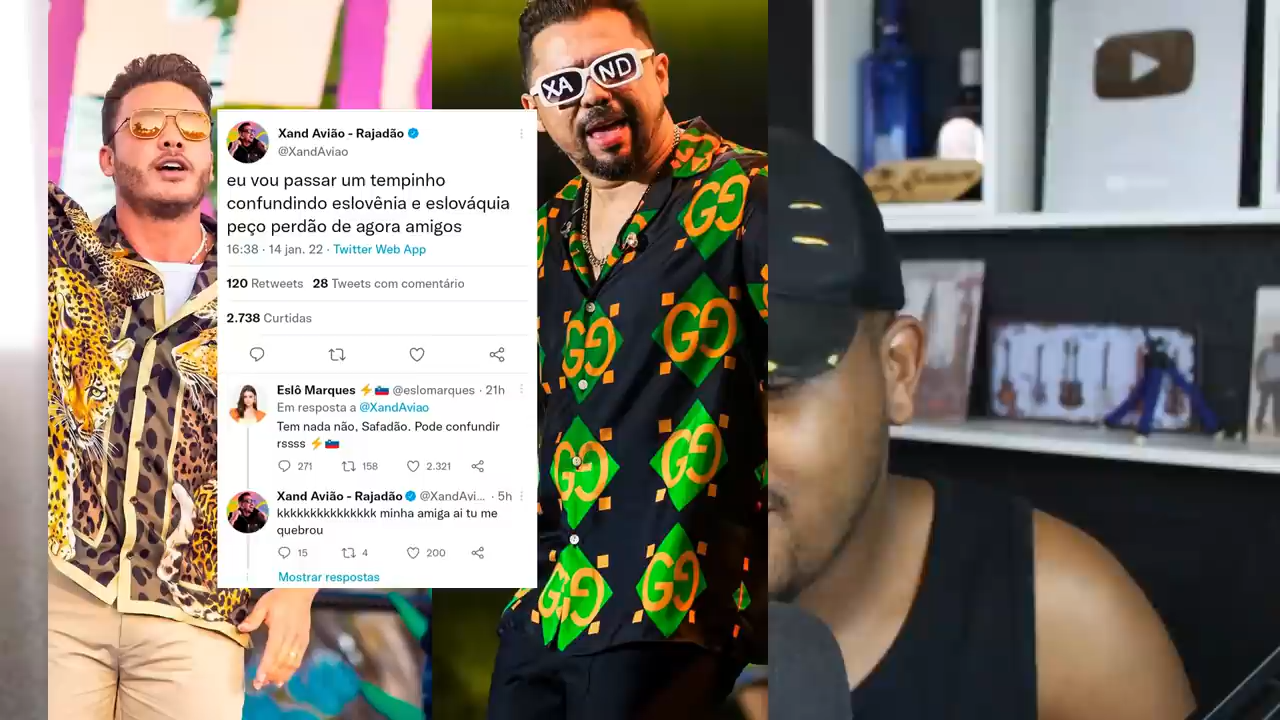 XA ND
Xand Avião - Rajadão
@XandAviao
eu vou passar um tempinho
confundindo eslovênia e eslováquia
peço perdão de agora amigos
16:38 · 14 jan. 22 · Twitter Web App
120 Retweets 28 Tweets com comentário
2.738 Curtidas
Eslô Marques ⚡🇸🇮 @eslomarques · 21h
Em resposta a @XandAviao
Tem nada não, Safadão. Pode confundir
rssss ⚡🇸🇮
271 158 2.321
Xand Avião - Rajadão @XandAvi... · 5h
kkkkkkkkkkkkkkk minha amiga ai tu me
quebrou
15 4 200
Mostrar respostas